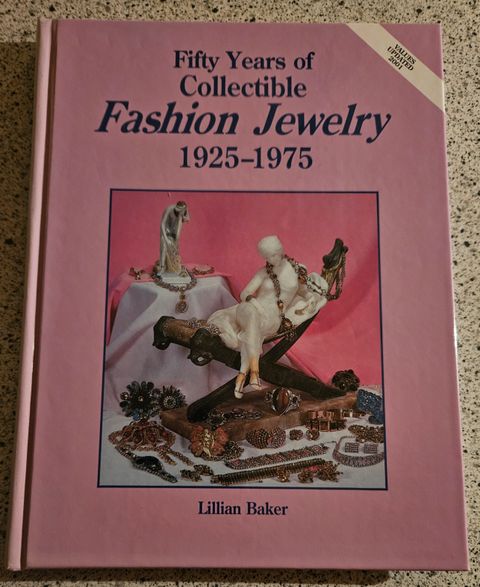 Fifty Years of
Collectible
Fashion Jewelry
1925–1975
VALUES
UPDATED
2001
Lillian Baker